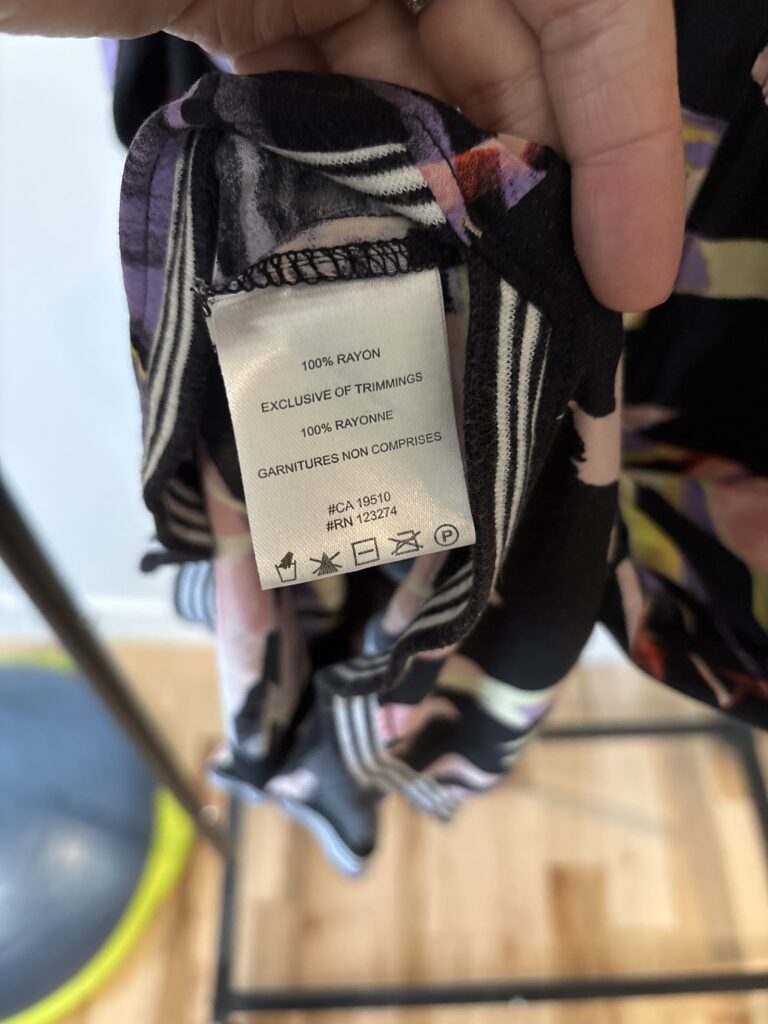 100% RAYON
EXCLUSIVE OF TRIMMINGS
100% RAYONNE
GARNITURES NON COMPRISES
#CA 19510
#RN 123274
P